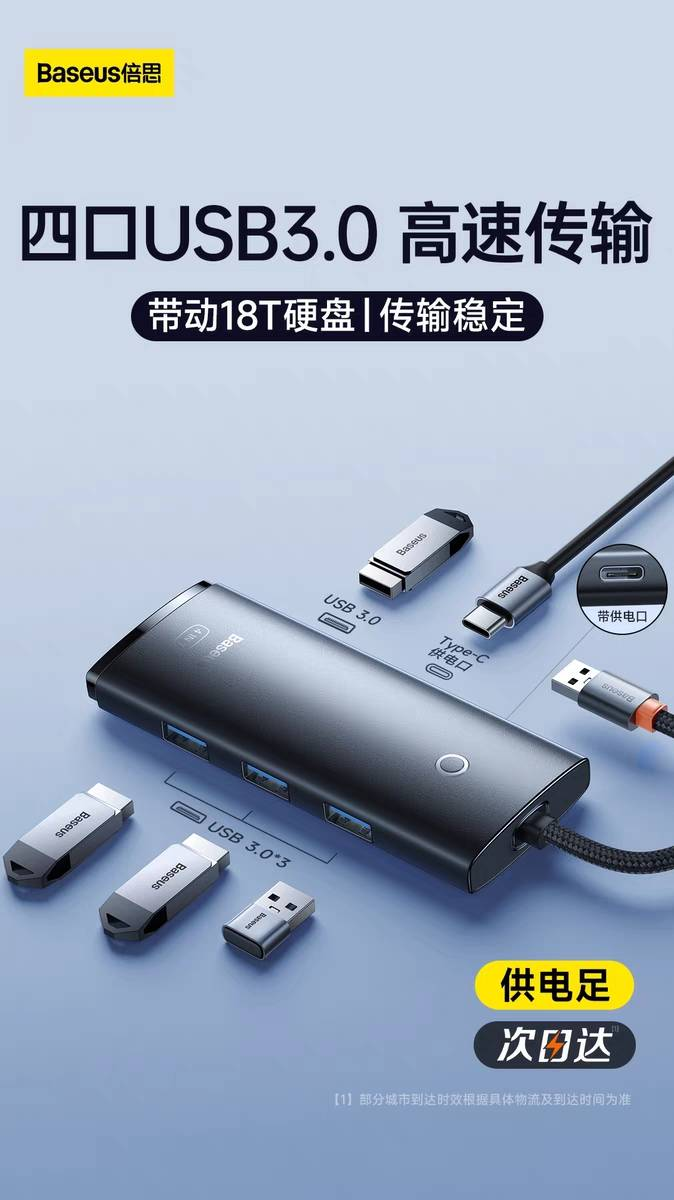 Baseus倍思
四口USB3.0 高速传输
带动18T硬盘|传输稳定
Baseus
USB 3.0
Baseus
Type-C
供电口
带供电口
4 IN
Baseus
USB 3.0*3
Baseus
Baseus
Baseus
供电足
次日达[1]
【1】部分城市到达时效根据具体物流及到达时间为准